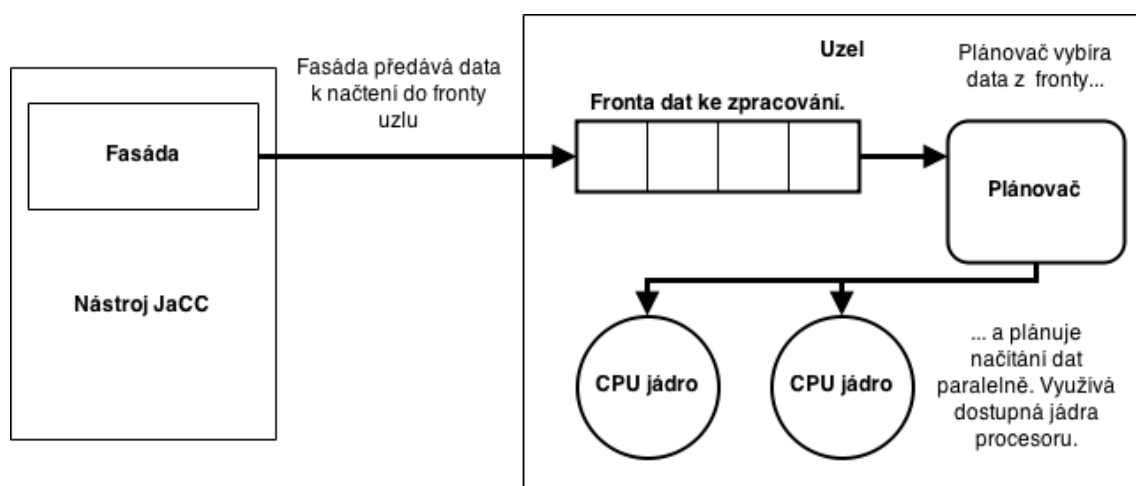 Fasáda
Nástroj JaCC
Fasáda předává data
k načtení do fronty
uzlu
Uzel
Fronta dat ke zpracování.
Plánovač vybíra
data z fronty...
Plánovač
CPU jádro
CPU jádro
... a plánuje
načítání dat
paralelně. Využívá
dostupná jádra
procesoru.